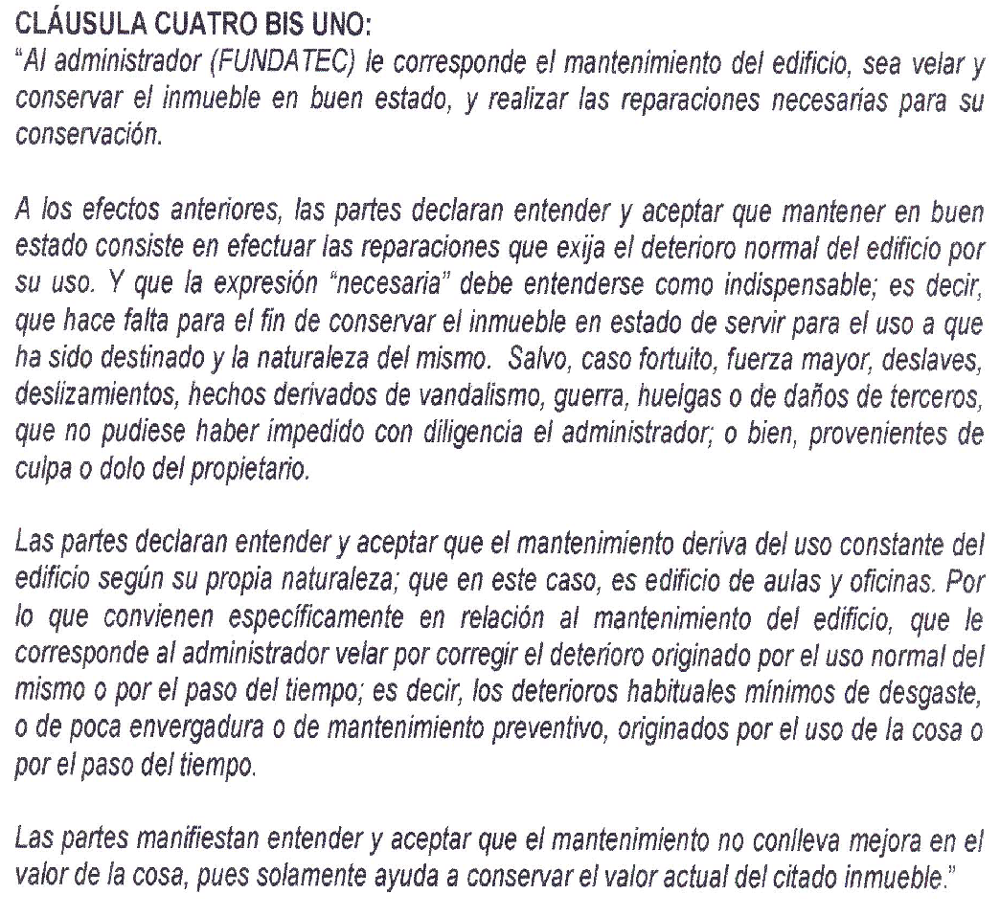 CLÁUSULA CUATRO BIS UNO:
“Al administrador (FUNDATEC) le corresponde el mantenimiento del edificio, sea velar y
conservar el inmueble en buen estado, y realizar las reparaciones necesarias para su
conservación.
A los efectos anteriores, las partes declaran entender y aceptar que mantener en buen
estado consiste en efectuar las reparaciones que exija el deterioro normal del edificio por
su uso. Y que la expresión “necesaria” debe entenderse como indispensable; es decir,
que hace falta para el fin de conservar el inmueble en estado de servir para el uso a que
ha sido destinado y la naturaleza del mismo. Salvo, caso fortuito, fuerza mayor, deslaves,
deslizamientos, hechos derivados de vandalismo, guerra, huelgas o de daños de terceros,
que no pudiese haber impedido con diligencia el administrador; o bien, provenientes de
culpa o dolo del propietario.
Las partes declaran entender y aceptar que el mantenimiento deriva del uso constante del
edificio según su propia naturaleza; que en este caso, es edificio de aulas y oficinas. Por
lo que convienen específicamente en relación al mantenimiento del edificio, que le
corresponde al administrador velar por corregir el deterioro originado por el uso normal del
mismo o por el paso del tiempo; es decir, los deterioros habituales mínimos de desgaste,
o de poca envergadura o de mantenimiento preventivo, originados por el uso de la cosa o
por el paso del tiempo.
Las partes manifiestan entender y aceptar que el mantenimiento no conlleva mejora en el
valor de la cosa, pues solamente ayuda a conservar el valor actual del citado inmueble.”